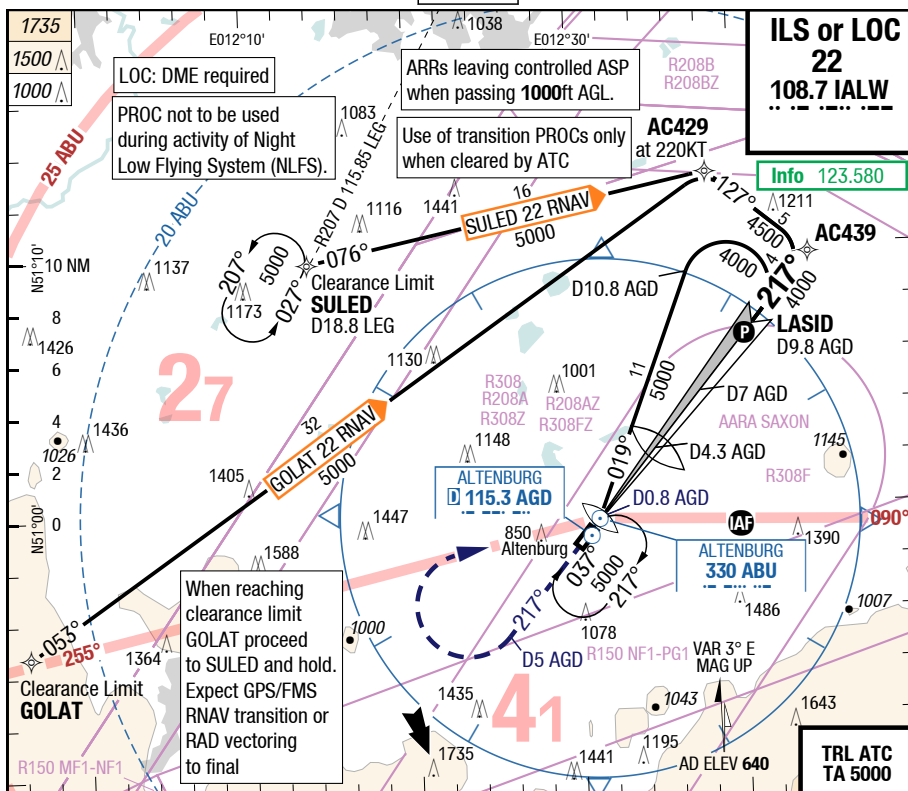 1735
1500
1000
E012°10'
E012°30'
1038
ILS or LOC
22
108.7 IALW
LOC: DME required
PROC not to be used
during activity of Night
Low Flying System (NLFS).
ARRs leaving controlled ASP
when passing 1000ft AGL.
Use of transition PROCs only
when cleared by ATC
R208B
R208BZ
AC429
at 220KT
Info 123.580
1083
25 ABU
20 ABU
R207 D 115.85 LEG
1211
127°
5
4500
AC439
16
1441
SULED 22 RNAV
5000
1116
076°
207°
5000
027°
1173
Clearance Limit
SULED
D18.8 LEG
N51°10'
10 NM
1137
4000
4
217°
4000
D10.8 AGD
LASID
D9.8 AGD
P
8
1426
6
1130
27
1001
R308
R208A
R308Z
R208AZ
R308FZ
11
5000
D7 AGD
AARA SAXON
4
1436
1026
2
32
GOLAT 22 RNAV
5000
1148
019°
D4.3 AGD
1145
R308F
1405
ALTENBURG
D 115.3 AGD
D0.8 AGD
N51°00'
0
1447
850
Altenburg
IAF
090°
1390
1588
037°
5000
217°
ALTENBURG
330 ABU
1486
1007
When reaching
clearance limit
GOLAT proceed
to SULED and hold.
Expect GPS/FMS
RNAV transition or
RAD vectoring
to final
1000
217°
1078
053°
255°
1364
D5 AGD
R150 NF1-PG1
VAR 3° E
MAG UP
Clearance Limit
GOLAT
1435
41
1043
1643
R150 MF1-NF1
1735
1441
1195
AD ELEV 640
TRL ATC
TA 5000